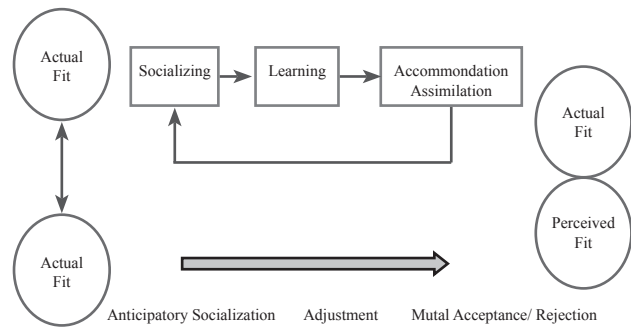 Actual
Fit
Socializing
Learning
Accommondation
Assimilation
Actual
Fit
Actual
Fit
Perceived
Fit
Anticipatory Socialization Adjustment Mutal Acceptance/ Rejection